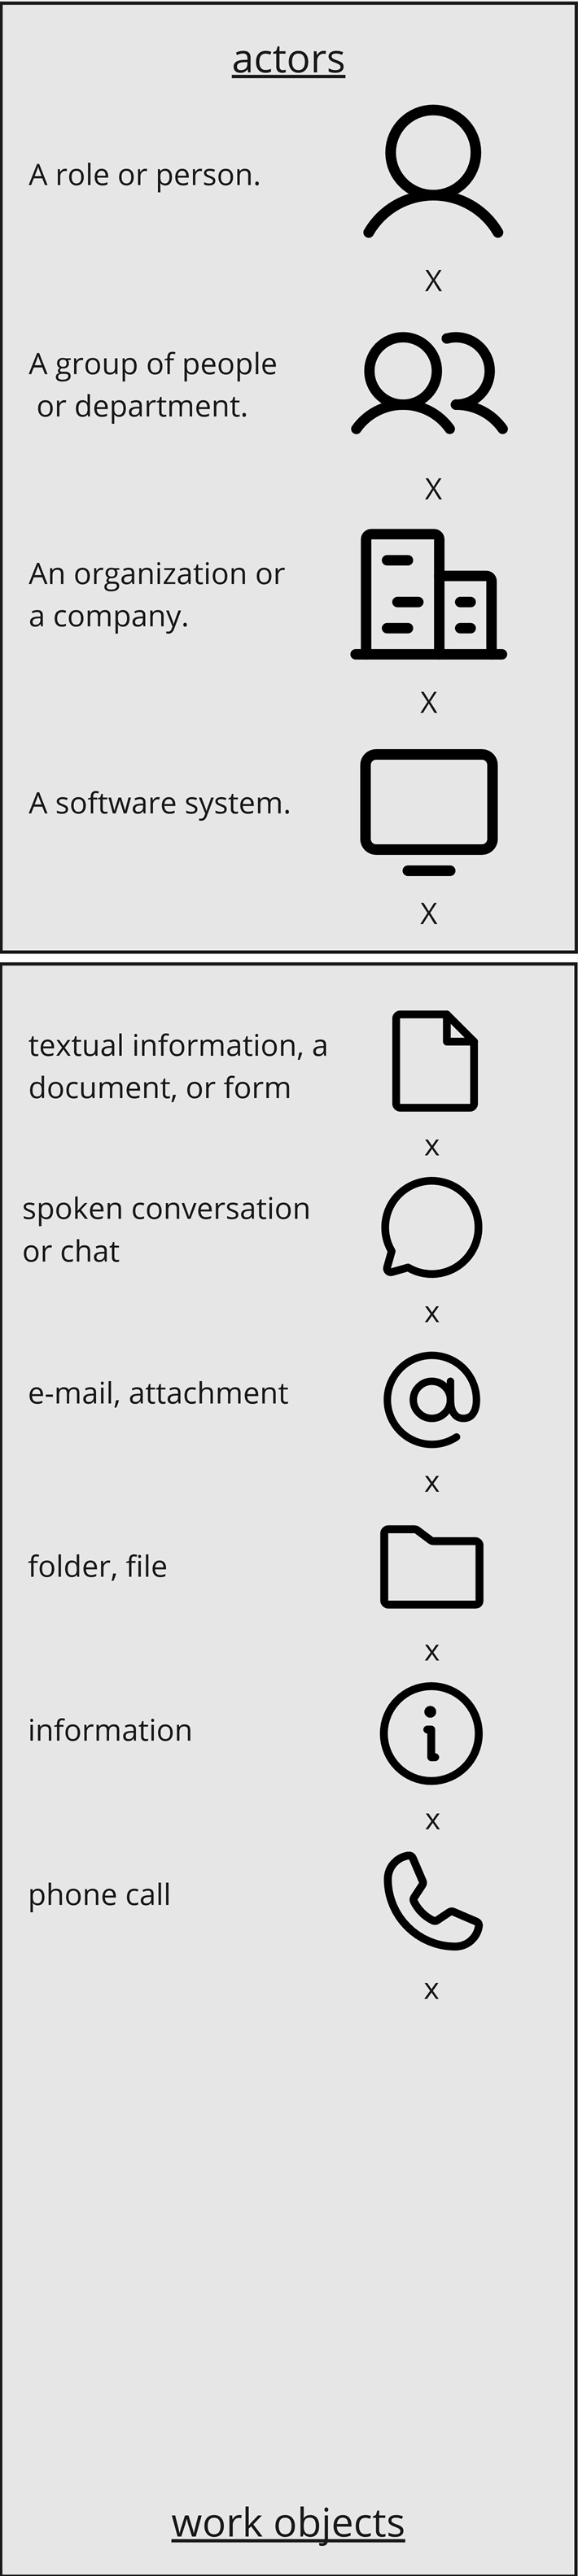 actors
A role or person.
X
A group of people
or department.
X
An organization or
a company.
X
A software system.
X
textual information, a
document, or form
x
spoken conversation
or chat
x
e-mail, attachment
@
x
folder, file
x
information
i
x
phone call
x
work objects